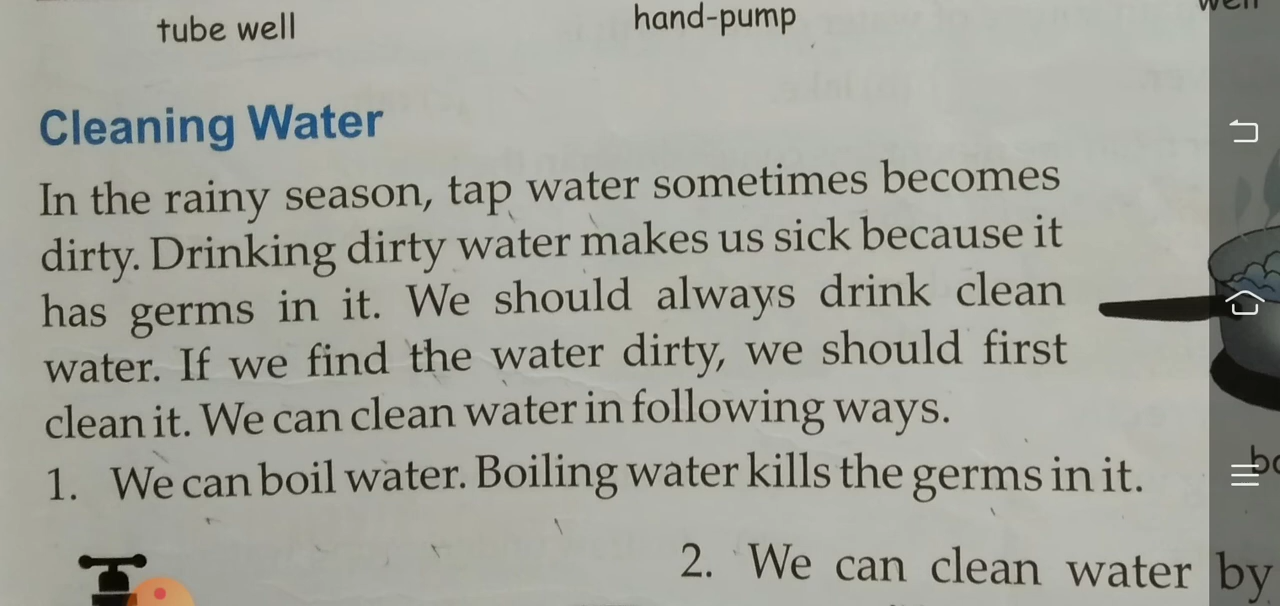 tube well
hand-pump
well
Cleaning Water
In the rainy season, tap water sometimes becomes
dirty. Drinking dirty water makes us sick because it
has germs in it. We should always drink clean
water. If we find the water dirty, we should first
clean it. We can clean water in following ways.
1. We can boil water. Boiling water kills the germs in it.
2. We can clean water by